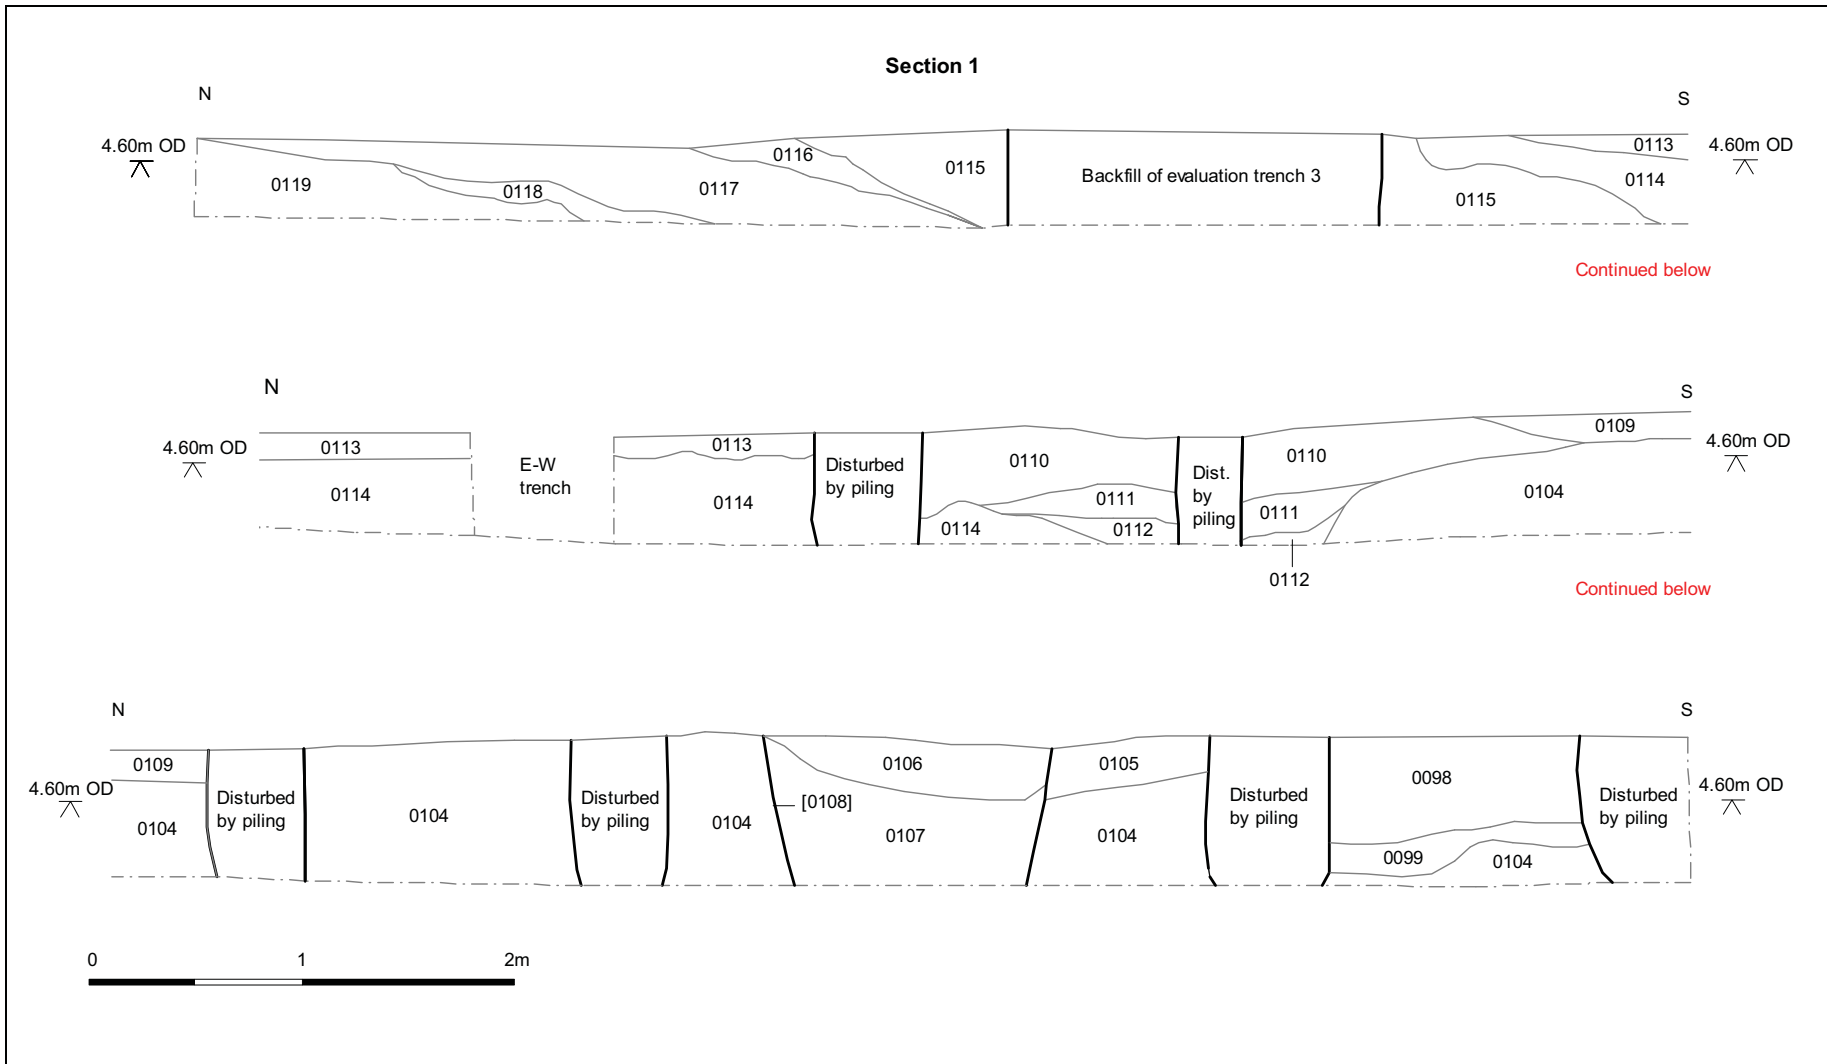 Section 1
N
S
4.60m OD
0116
0113
4.60m OD
0119
0118
0117
0115
Backfill of evaluation trench 3
0115
0114
Continued below
N
S
4.60m OD
0113
E-W
trench
0113
Disturbed
by piling
0110
Dist.
by
piling
0110
0109
4.60m OD
0114
0114
0111
0114
0112
0111
0104
0112
Continued below
N
S
0109
4.60m OD
0104
Disturbed
by piling
0104
Disturbed
by piling
0104
[0108]
0106
0107
0105
0104
Disturbed
by piling
0098
0099
0104
Disturbed
by piling
4.60m OD
0
1
2m